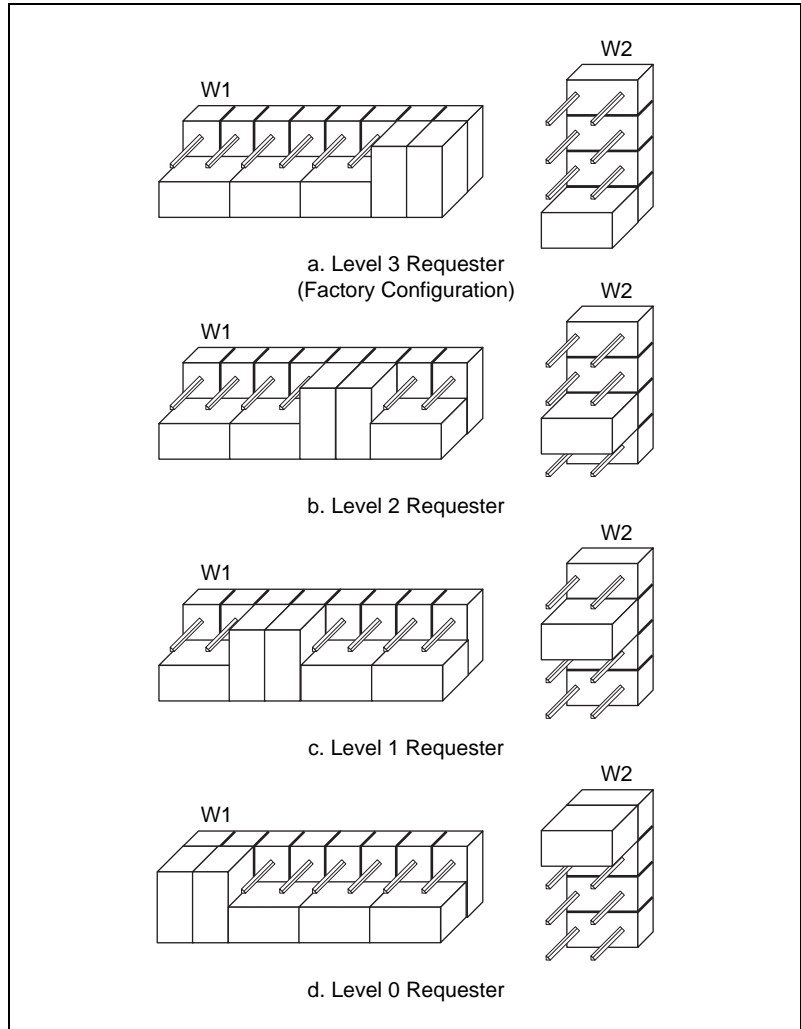 W1
W2
a. Level 3 Requester
(Factory Configuration)
W1
W2
b. Level 2 Requester
W1
W2
c. Level 1 Requester
W1
W2
d. Level 0 Requester